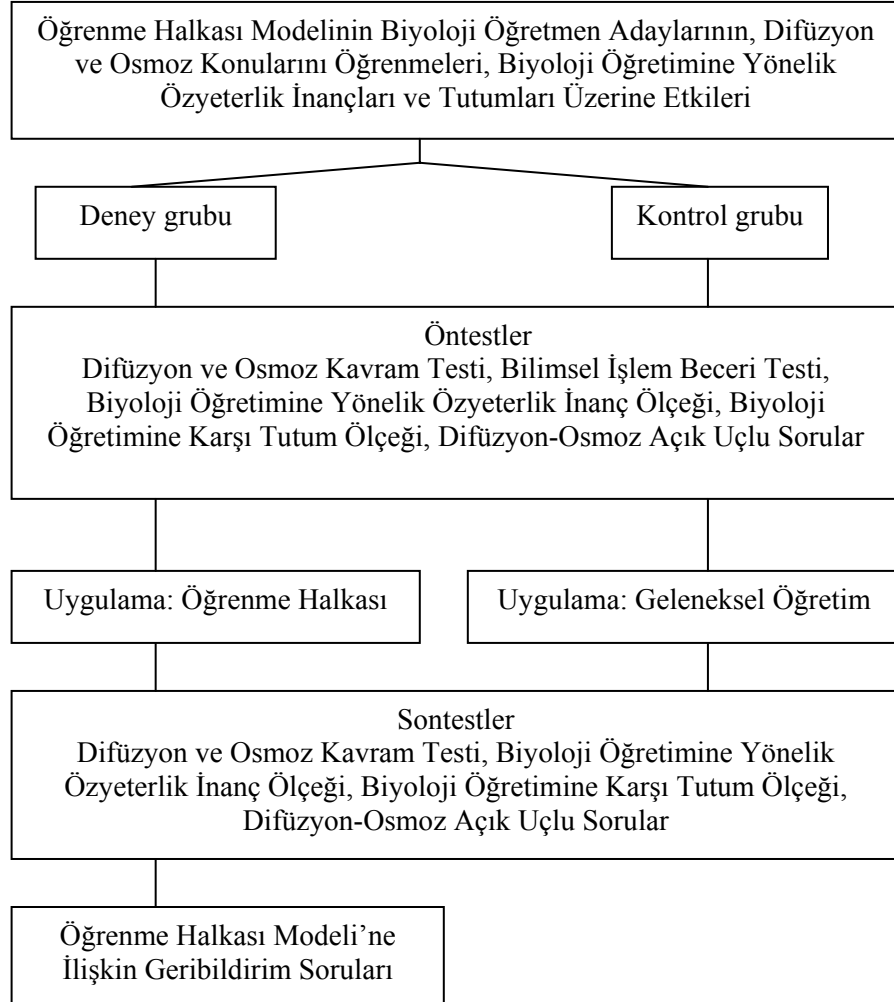 Öğrenme Halkası Modelinin Biyoloji Öğretmen Adaylarının, Difüzyon
ve Osmoz Konularını Öğrenmeleri, Biyoloji Öğretimine Yönelik
Özyeterlik İnançları ve Tutumları Üzerine Etkileri
Deney grubu
Kontrol grubu
Öntestler
Difüzyon ve Osmoz Kavram Testi, Bilimsel İşlem Beceri Testi,
Biyoloji Öğretimine Yönelik Özyeterlik İnanç Ölçeği, Biyoloji
Öğretimine Karşı Tutum Ölçeği, Difüzyon-Osmoz Açık Uçlu Sorular
Uygulama: Öğrenme Halkası
Uygulama: Geleneksel Öğretim
Sontestler
Difüzyon ve Osmoz Kavram Testi, Biyoloji Öğretimine Yönelik
Özyeterlik İnanç Ölçeği, Biyoloji Öğretimine Karşı Tutum Ölçeği,
Difüzyon-Osmoz Açık Uçlu Sorular
Öğrenme Halkası Modeli’ne
İlişkin Geribildirim Soruları